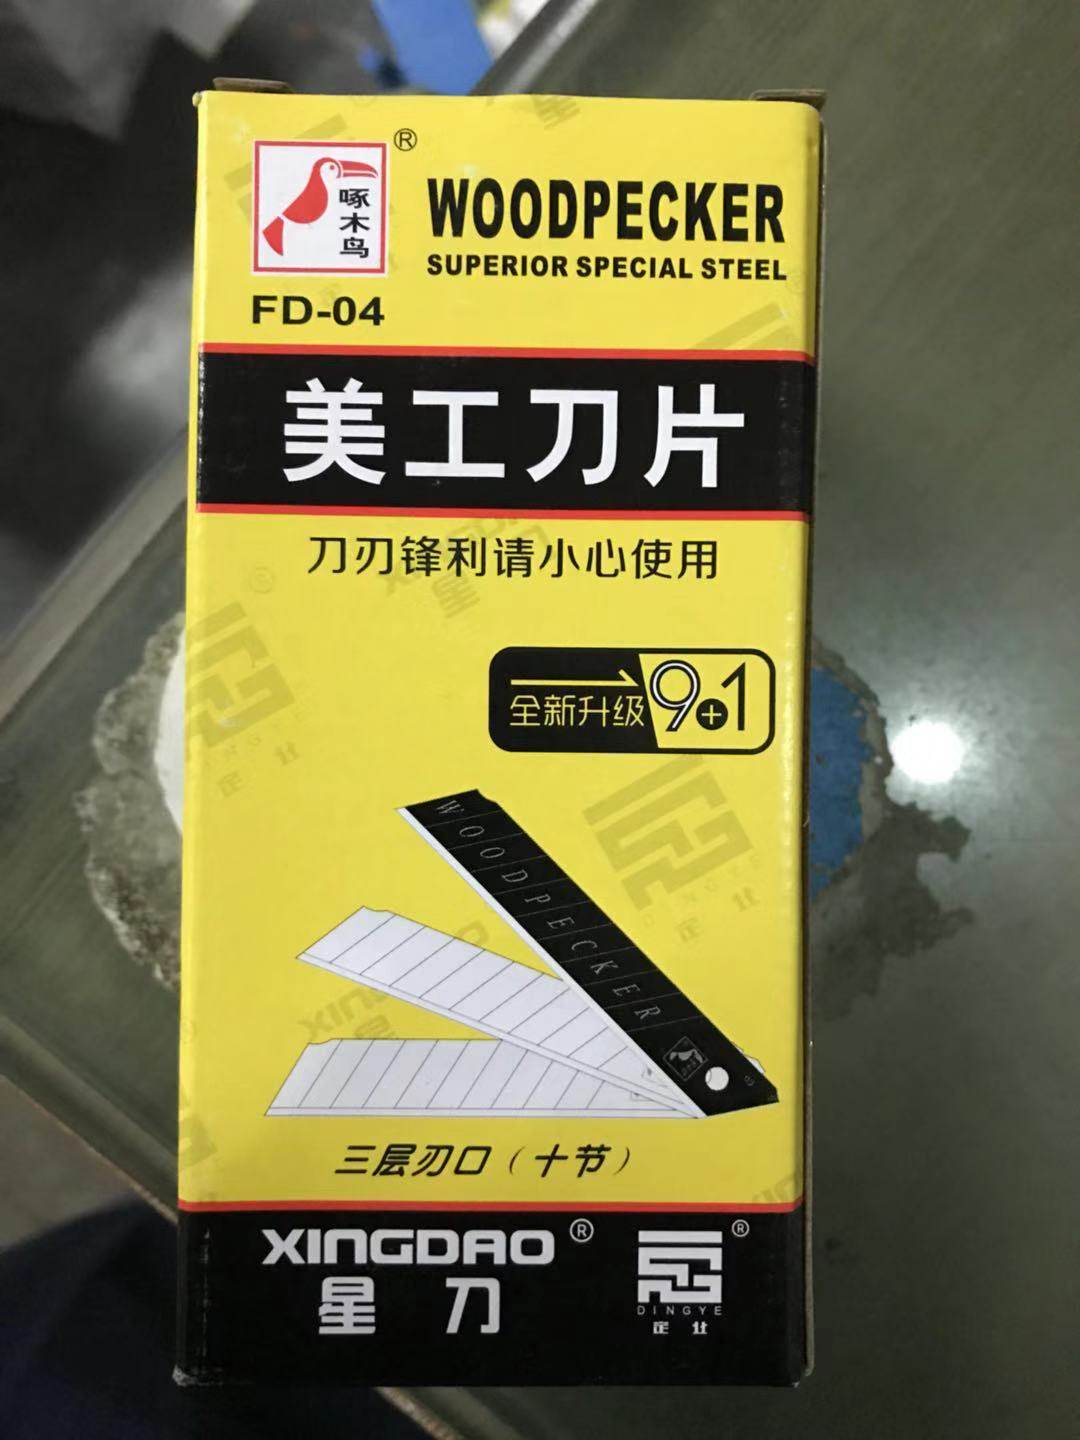 啄木鸟
®
WOODPECKER
SUPERIOR SPECIAL STEEL
FD-04
美工刀片
刀刃锋利请小心使用
全新升级 9+1
WOODPECKER
三层刃口（十节）
XINGDAO®
星刀
®
DINGYE
定业